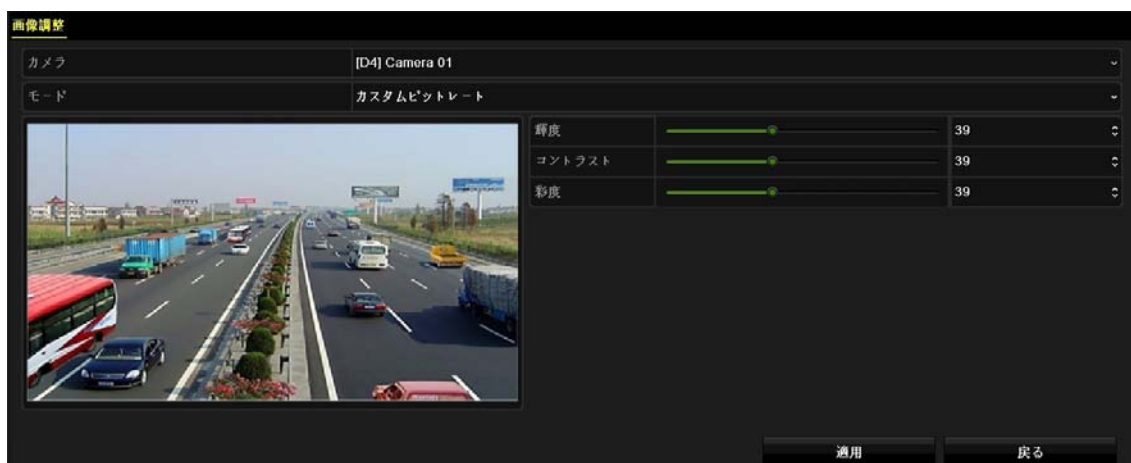 画像調整
カメラ [D4] Camera 01
モード カスタムビットレート
輝度 39
コントラスト 39
彩度 39
適用 戻る